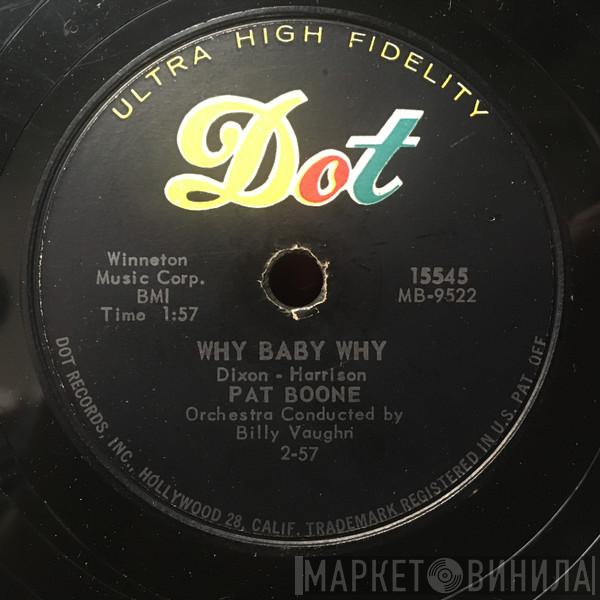 ULTRA HIGH FIDELITY
Dot
Winneton
Music Corp.
BMI
Time 1:57
15545
MB-9522
WHY BABY WHY
Dixon - Harrison
PAT BOONE
Orchestra Conducted by
Billy Vaughn
2-57
DOT RECORDS, INC., HOLLYWOOD 28, CALIF. TRADEMARK REGISTERED IN U.S. PAT. OFF.
МАРКЕТ ВИНИЛА